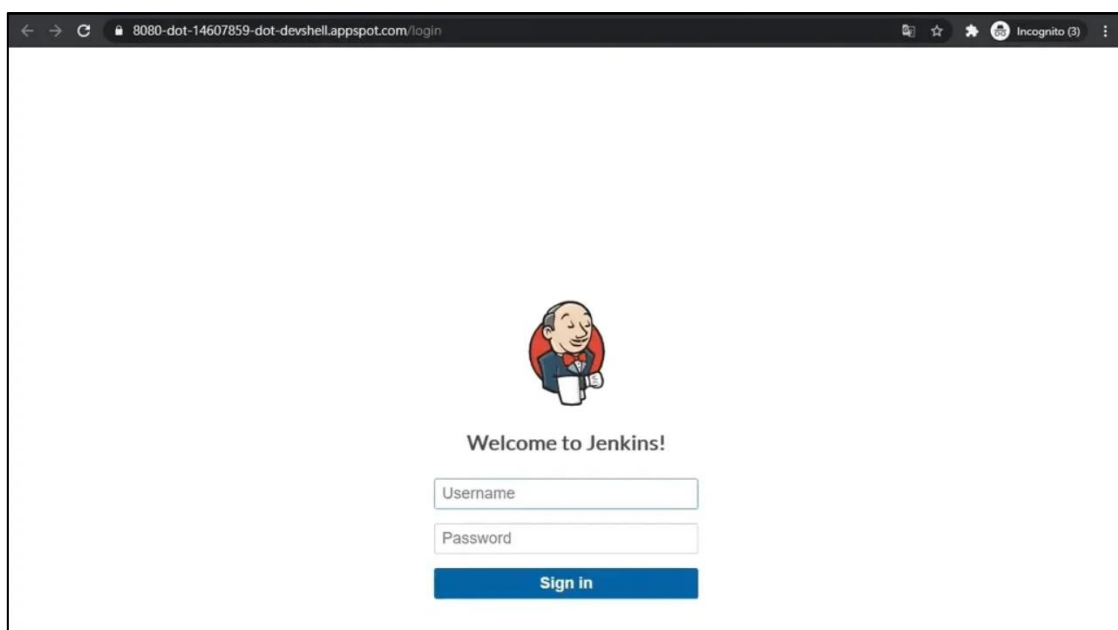 8080-dot-14607859-dot-devshell.appspot.com/login
Incognito (3)
Welcome to Jenkins!
Username
Password
Sign in